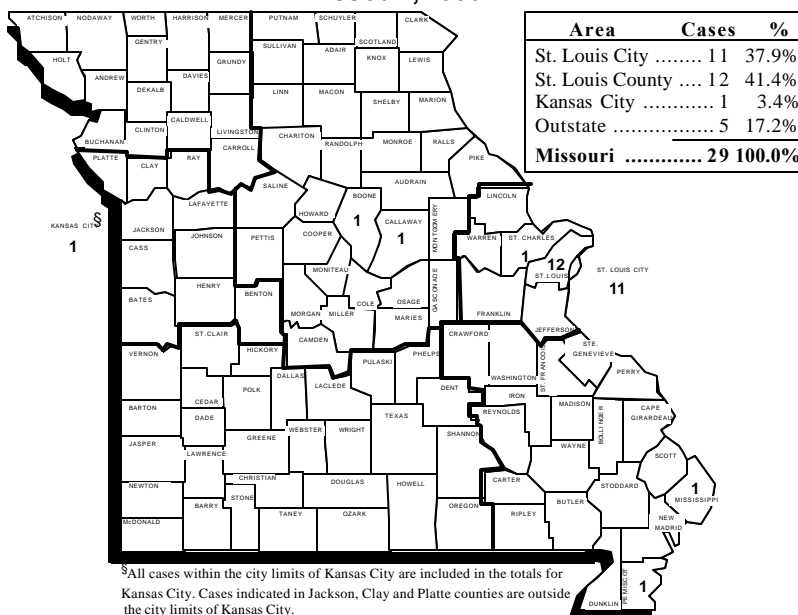 Area Cases %
St. Louis City ........ 11 37.9%
St. Louis County .... 12 41.4%
Kansas City ............ 1 3.4%
Outstate ................. 5 17.2%
Missouri ............. 29 100.0%
ATCHISON NODAWAY WORTH HARRISON MERCER PUTNAM SCHUYLER CLARK
SCOTLAND
GENTRY SULLIVAN ADAIR
HOLT GRUNDY KNOX LEWIS
ANDREW DAVIES
DEKALB LINN MACON
SHELBY MARION
CALDWELL
CLINTON LIVINGSTON CHARITON
BUCHANAN CARROLL RANDOLPH MONROE RALLS
PLATTE CLAY RAY PIKE
SALINE AUDRAIN
LAFAYETTE BOONE LINCOLN
HOWARD 1 CALLAWAY MONTGOMERY
KANSAS CITY§ JACKSON JOHNSON PETTIS COOPER 1 WARREN ST. CHARLES
1 CASS 1 12
MONITEAU ST.LOUIS ST. LOUIS CITY
HENRY 11
BATES BENTON COLE OSAGE GASCONADE
MORGAN MILLER MARIES FRANKLIN
ST.CLAIR CAMDEN CRAWFORD JEFFERSON
VERNON HICKORY PHELPS STE.
PULASKI ST. FRANCOIS GENEVIEVE
DALLAS LACLEDE WASHINGTON PERRY
POLK DENT
CEDAR IRON
BARTON TEXAS REYNOLDS MADISON BOLLINGER CAPE
DADE GIRARDEAU
GREENE WEBSTER WRIGHT SHANNON
JASPER WAYNE
LAWRENCE SCOTT
CHRISTIAN DOUGLAS HOWELL CARTER
NEWTON STODDARD 1
STONE MISSISSIPPI
BARRY OREGON BUTLER
TANEY OZARK RIPLEY NEW
McDONALD MADRID
PEMISCOT 1
DUNKLIN
§All cases within the city limits of Kansas City are included in the totals for
Kansas City. Cases indicated in Jackson, Clay and Platte counties are outside
the city limits of Kansas City.